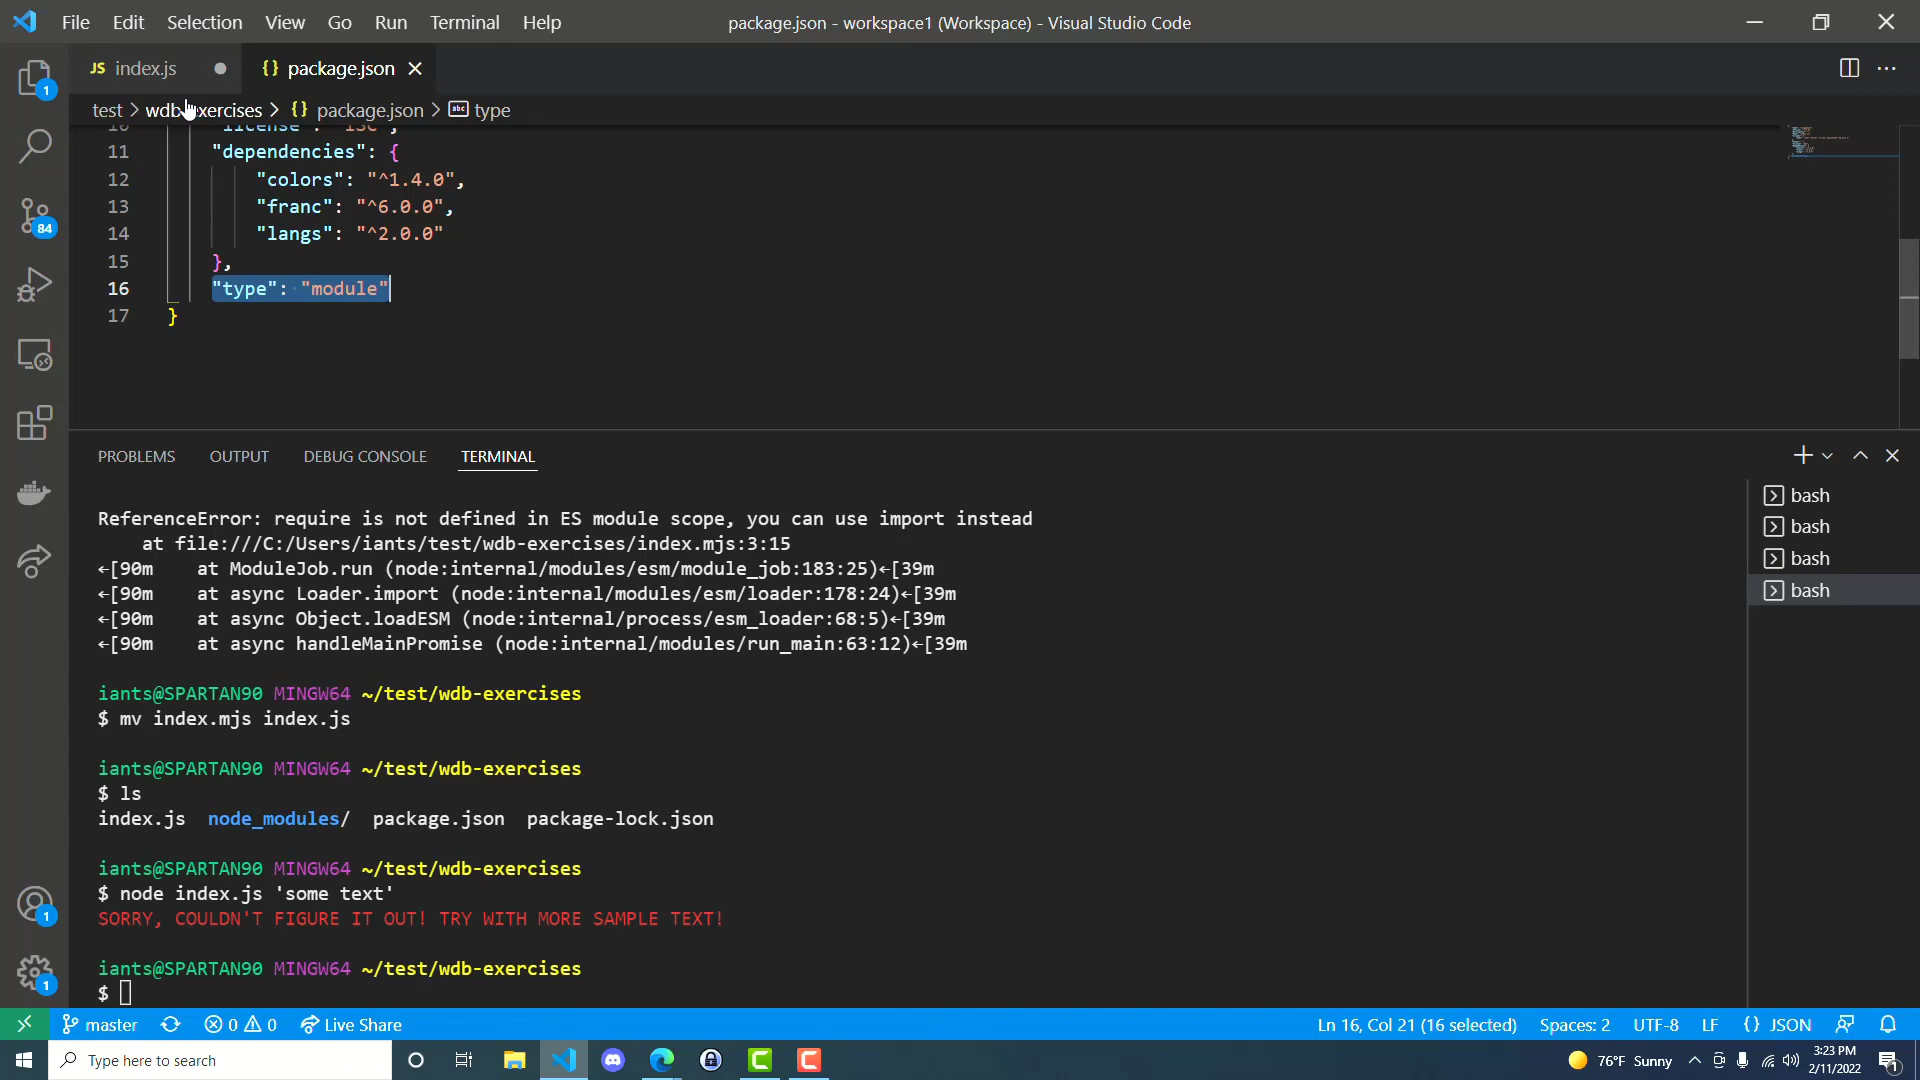 File Edit Selection View Go Run Terminal Help package.json - workspace1 (Workspace) - Visual Studio Code
JS index.js {} package.json
test > wdb-exercises > {} package.json > abc type
10 "license": "ISC",
11 "dependencies": {
12 "colors": "^1.4.0",
13 "franc": "^6.0.0",
14 "langs": "^2.0.0"
15 },
16 "type": "module"
17 }
PROBLEMS OUTPUT DEBUG CONSOLE TERMINAL
ReferenceError: require is not defined in ES module scope, you can use import instead
at file:///C:/Users/iants/test/wdb-exercises/index.mjs:3:15
←[90m at ModuleJob.run (node:internal/modules/esm/module_job:183:25)←[39m
←[90m at async Loader.import (node:internal/modules/esm/loader:178:24)←[39m
←[90m at async Object.loadESM (node:internal/process/esm_loader:68:5)←[39m
←[90m at async handleMainPromise (node:internal/modules/run_main:63:12)←[39m
iants@SPARTAN90 MINGW64 ~/test/wdb-exercises
$ mv index.mjs index.js
iants@SPARTAN90 MINGW64 ~/test/wdb-exercises
$ ls
index.js node_modules/ package.json package-lock.json
iants@SPARTAN90 MINGW64 ~/test/wdb-exercises
$ node index.js 'some text'
SORRY, COULDN'T FIGURE IT OUT! TRY WITH MORE SAMPLE TEXT!
iants@SPARTAN90 MINGW64 ~/test/wdb-exercises
$
bash
bash
bash
bash
1
84
1
1
master 0 0 Live Share Ln 16, Col 21 (16 selected) Spaces: 2 UTF-8 LF {} JSON
Type here to search 76°F Sunny 3:23 PM
2/11/2022 1